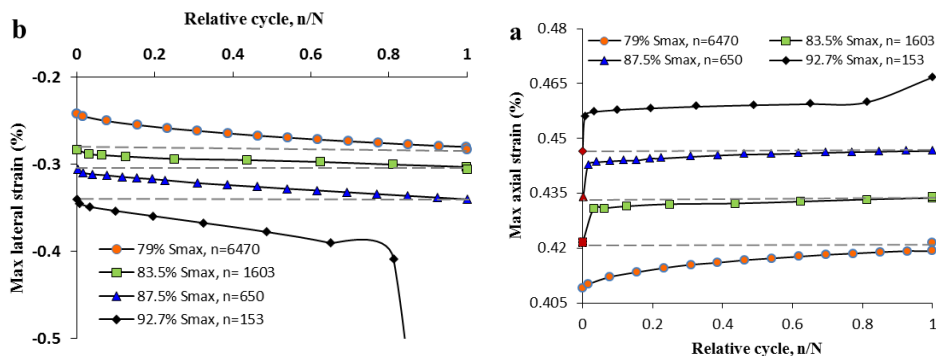 b
Relative cycle, n/N
0 0.2 0.4 0.6 0.8 1
-0.2
-0.3
-0.4
-0.5
Max lateral strain (%)
79% Smax, n=6470
83.5% Smax, n= 1603
87.5% Smax, n=650
92.7% Smax, n=153
a
0.48
0.465
0.45
0.435
0.42
0.405
Max axial strain (%)
79% Smax, n=6470 83.5% Smax, n= 1603
87.5% Smax, n=650 92.7% Smax, n=153
0 0.2 0.4 0.6 0.8 1
Relative cycle, n/N